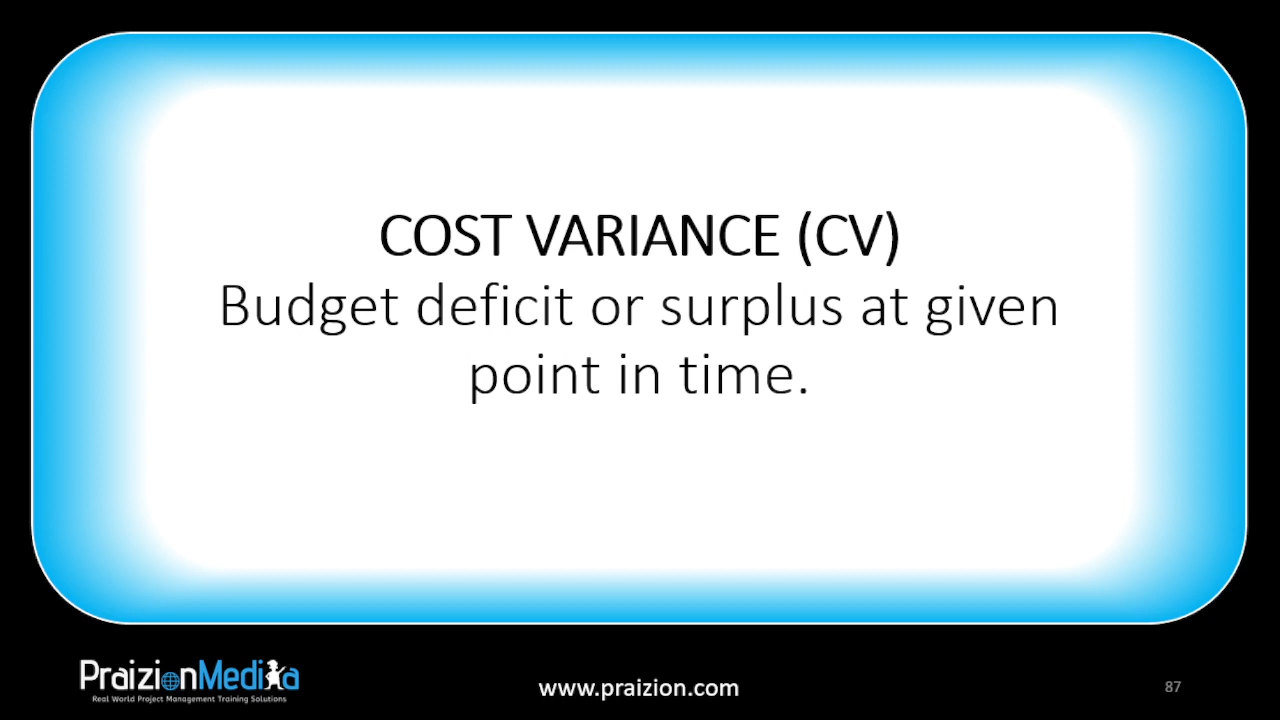 COST VARIANCE (CV)
Budget deficit or surplus at given
point in time.
PraizionMedia
Real World Project Management Training Solutions
www.praizion.com
87